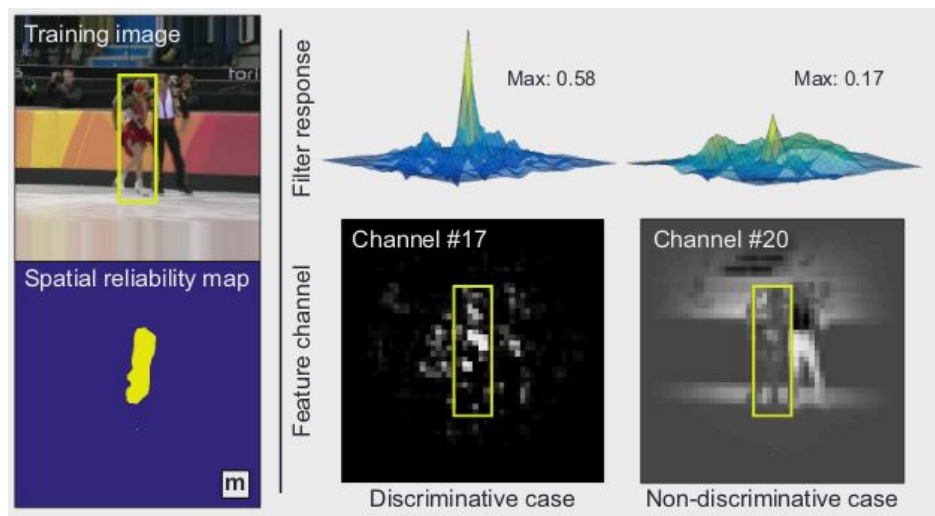 Training image
tori
Spatial reliability map
m
Filter response
Max: 0.58
Max: 0.17
Feature channel
Channel #17
Channel #20
Discriminative case
Non-discriminative case